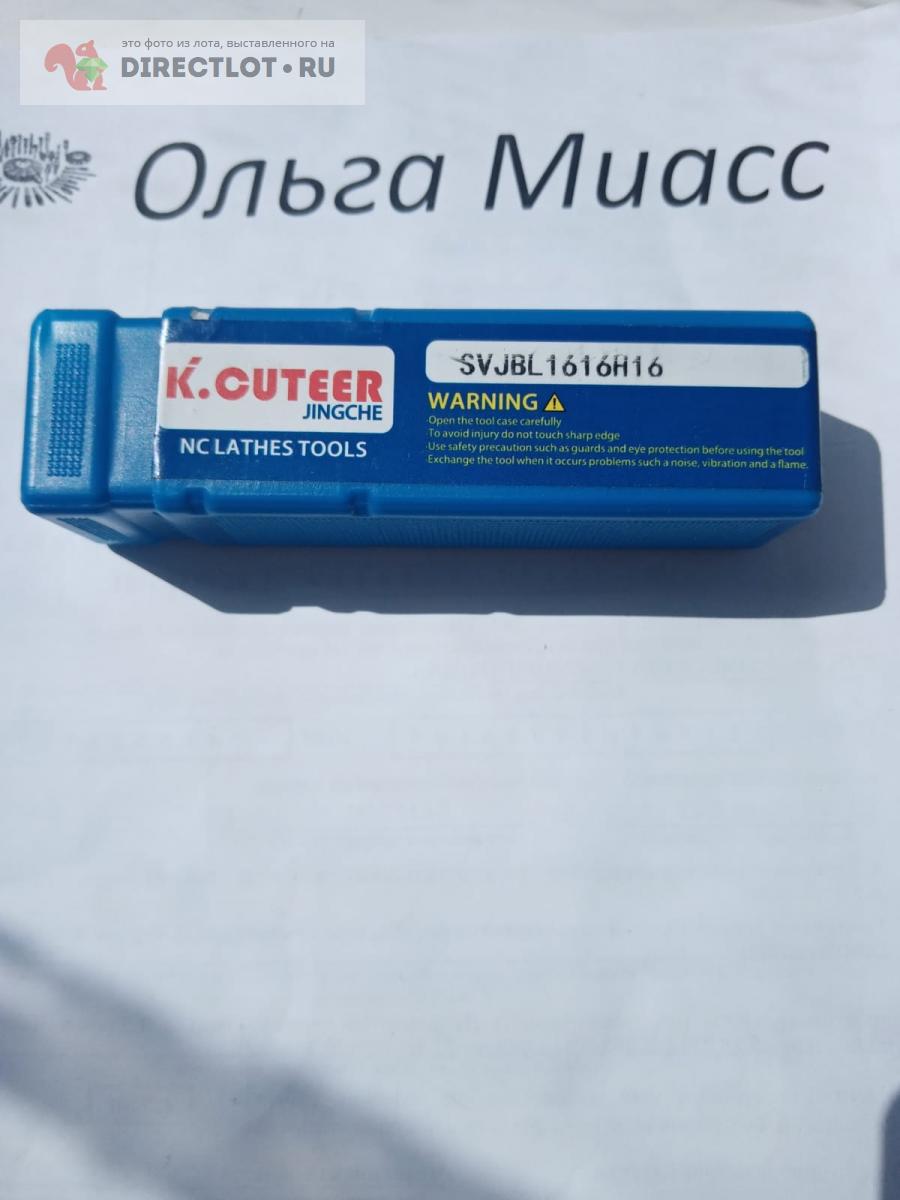 это фото из лота, выставленного на
DIRECTLOT•RU
Ольга Миасс
K.CUTEER
JINGCHE
NC LATHES TOOLS
SVJBL1616H16
WARNING
·Open the tool case carefully
·To avoid injury do not touch sharp edge
·Use safety precaution such as guards and eye protection before using the tool
·Exchange the tool when it occurs problems such a noise, vibration and a flame.